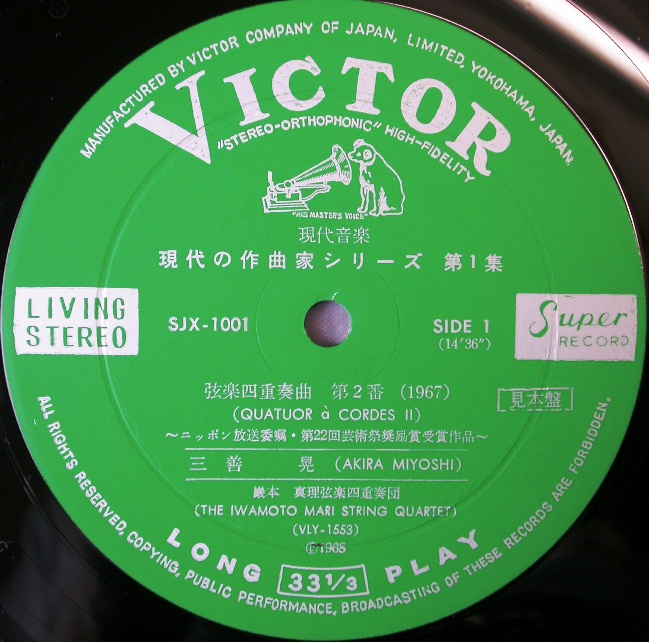 MANUFACTURED BY VICTOR COMPANY OF JAPAN, LIMITED, YOKOHAMA, JAPAN.
VICTOR
"STEREO-ORTHOPHONIC" HIGH-FIDELITY
"HIS MASTER'S VOICE"
現代音楽
現代の作曲家シリーズ 第1集
LIVING
STEREO
SJX-1001
SIDE 1
(14′36″)
Super
RECORD
弦楽四重奏曲 第2番 (1967)
見本盤
(QUATUOR à CORDES II)
〜ニッポン放送委嘱・第22回芸術祭奨励賞受賞作品〜
三善 晃 (AKIRA MIYOSHI)
巌本 真理弦楽四重奏団
(THE IWAMOTO MARI STRING QUARTET)
(VLY-1553)
Ⓟ1968
LONG 33 1/3 PLAY
ALL RIGHTS RESERVED, COPYING, PUBLIC PERFORMANCE, BROADCASTING OF THESE RECORDS ARE FORBIDDEN.